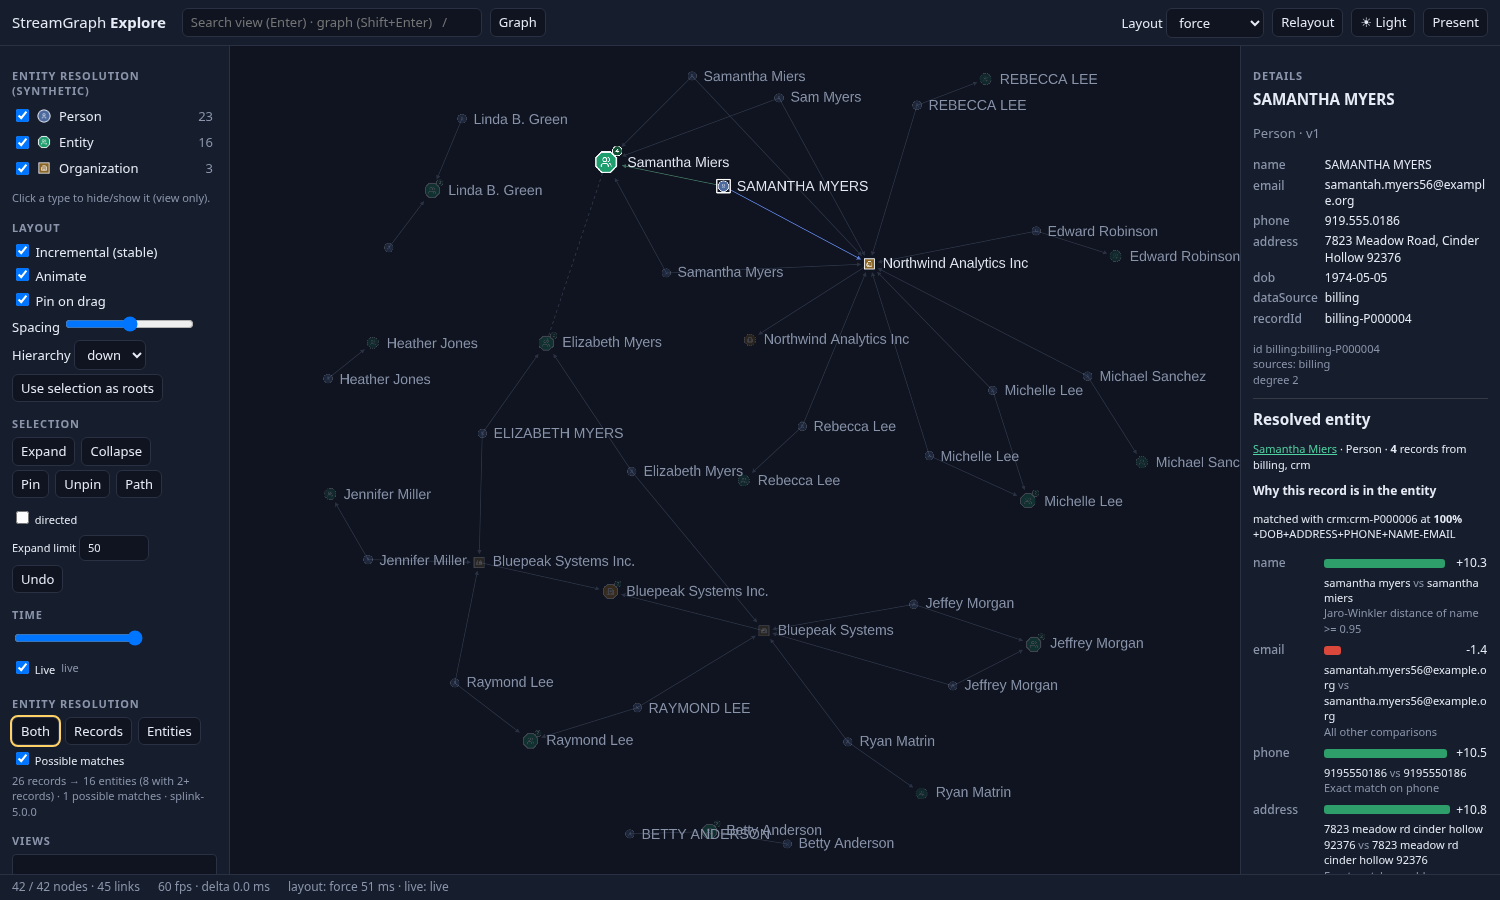 StreamGraph Explore
Search view (Enter) · graph (Shift+Enter) /
Graph
Layout
force
Relayout
☀ Light
Present
ENTITY RESOLUTION
(SYNTHETIC)
Person 23
Entity 16
Organization 3
Click a type to hide/show it (view only).
LAYOUT
Incremental (stable)
Animate
Pin on drag
Spacing
Hierarchy down
Use selection as roots
SELECTION
Expand Collapse
Pin Unpin Path
directed
Expand limit 50
Undo
TIME
Live live
ENTITY RESOLUTION
Both Records Entities
Possible matches
26 records → 16 entities (8 with 2+
records) · 1 possible matches · splink-
5.0.0
VIEWS
Samantha Miers
Sam Myers
REBECCA LEE
REBECCA LEE
Linda B. Green
Samantha Miers
SAMANTHA MYERS
Linda B. Green
Edward Robinson
Edward Robinson
Northwind Analytics Inc
Samantha Myers
Heather Jones
Elizabeth Myers
Northwind Analytics Inc
Heather Jones
Michael Sanchez
Michelle Lee
ELIZABETH MYERS
Rebecca Lee
Michelle Lee
Michael Sanc
Elizabeth Myers
Rebecca Lee
Jennifer Miller
Michelle Lee
Jennifer Miller
Bluepeak Systems Inc.
Bluepeak Systems Inc.
Jeffey Morgan
Bluepeak Systems
Jeffrey Morgan
Raymond Lee
Jeffrey Morgan
RAYMOND LEE
Raymond Lee
Ryan Matrin
Ryan Matrin
Betty Anderson
BETTY ANDERSON
Betty Anderson
DETAILS
SAMANTHA MYERS
Person · v1
name SAMANTHA MYERS
email samantah.myers56@exampl
e.org
phone 919.555.0186
address 7823 Meadow Road, Cinder
Hollow 92376
dob 1974-05-05
dataSource billing
recordId billing-P000004
id billing:billing-P000004
sources: billing
degree 2
Resolved entity
Samantha Miers · Person · 4 records from
billing, crm
Why this record is in the entity
matched with crm:crm-P000006 at 100%
+DOB+ADDRESS+PHONE+NAME-EMAIL
name +10.3
samantha myers vs samantha
miers
Jaro-Winkler distance of name
>= 0.95
email -1.4
samantah.myers56@example.o
rg vs
samantha.myers56@example.o
rg
All other comparisons
phone +10.5
9195550186 vs 9195550186
Exact match on phone
address +10.8
7823 meadow rd cinder hollow
92376 vs 7823 meadow rd
cinder hollow 92376
42 / 42 nodes · 45 links
60 fps · delta 0.0 ms
layout: force 51 ms · live: live